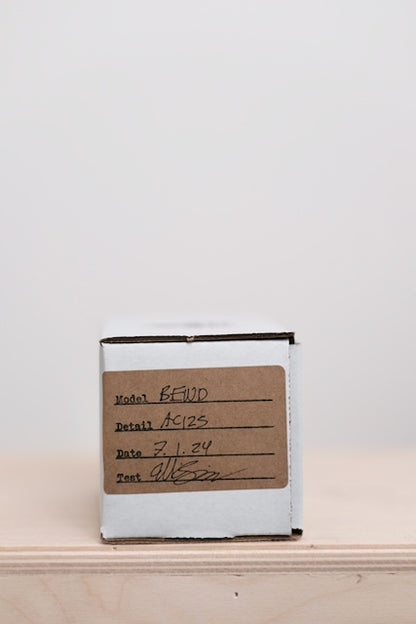 Model BEND
Detail AC125
Date 7.1.24
Test